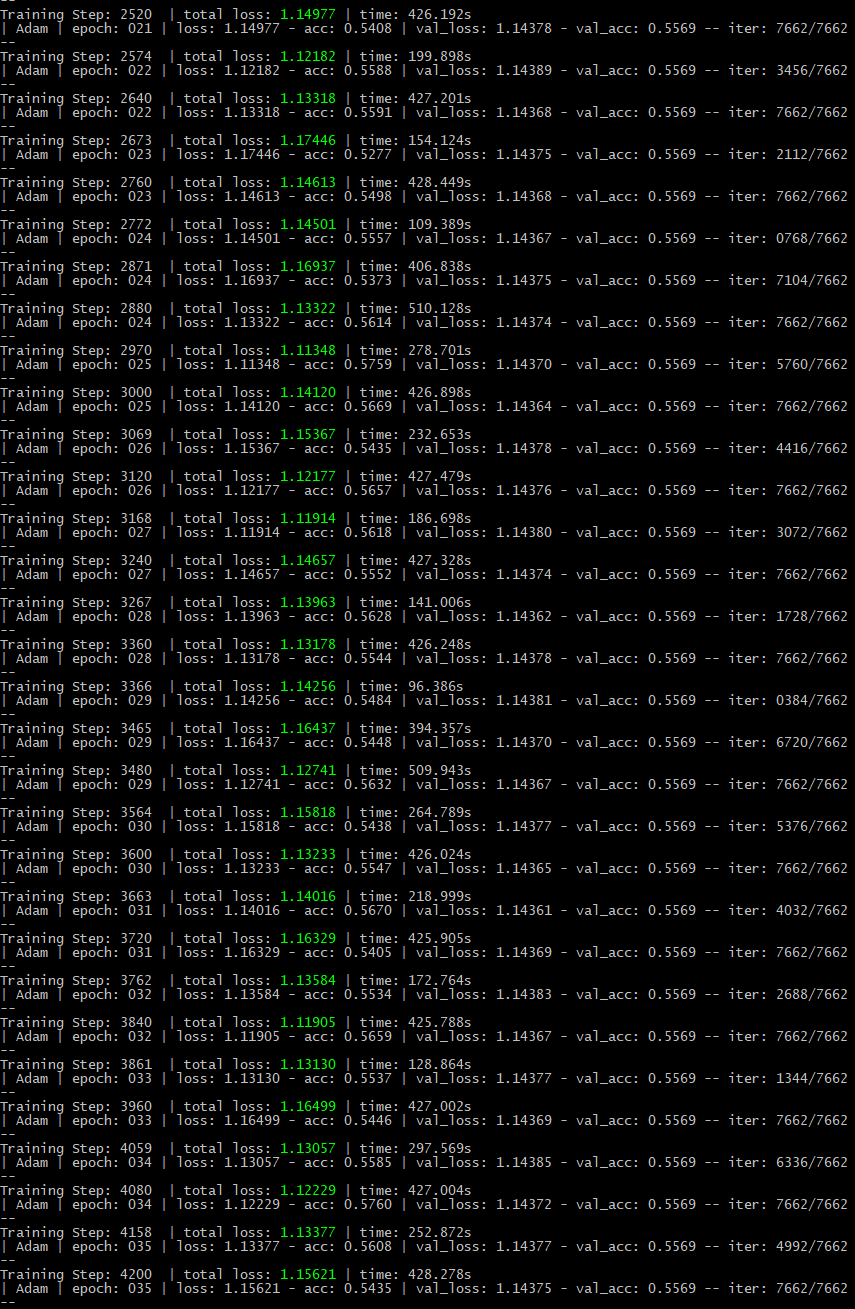 --
Training Step: 2520  | total loss: 1.14977 | time: 426.192s
| Adam | epoch: 021 | loss: 1.14977 - acc: 0.5408 | val_loss: 1.14378 - val_acc: 0.5569 -- iter: 7662/7662
--
Training Step: 2574  | total loss: 1.12182 | time: 199.898s
| Adam | epoch: 022 | loss: 1.12182 - acc: 0.5588 | val_loss: 1.14389 - val_acc: 0.5569 -- iter: 3456/7662
--
Training Step: 2640  | total loss: 1.13318 | time: 427.201s
| Adam | epoch: 022 | loss: 1.13318 - acc: 0.5591 | val_loss: 1.14368 - val_acc: 0.5569 -- iter: 7662/7662
--
Training Step: 2673  | total loss: 1.17446 | time: 154.124s
| Adam | epoch: 023 | loss: 1.17446 - acc: 0.5277 | val_loss: 1.14375 - val_acc: 0.5569 -- iter: 2112/7662
--
Training Step: 2760  | total loss: 1.14613 | time: 428.449s
| Adam | epoch: 023 | loss: 1.14613 - acc: 0.5498 | val_loss: 1.14368 - val_acc: 0.5569 -- iter: 7662/7662
--
Training Step: 2772  | total loss: 1.14501 | time: 109.389s
| Adam | epoch: 024 | loss: 1.14501 - acc: 0.5557 | val_loss: 1.14367 - val_acc: 0.5569 -- iter: 0768/7662
--
Training Step: 2871  | total loss: 1.16937 | time: 406.838s
| Adam | epoch: 024 | loss: 1.16937 - acc: 0.5373 | val_loss: 1.14375 - val_acc: 0.5569 -- iter: 7104/7662
--
Training Step: 2880  | total loss: 1.13322 | time: 510.128s
| Adam | epoch: 024 | loss: 1.13322 - acc: 0.5614 | val_loss: 1.14374 - val_acc: 0.5569 -- iter: 7662/7662
--
Training Step: 2970  | total loss: 1.11348 | time: 278.701s
| Adam | epoch: 025 | loss: 1.11348 - acc: 0.5759 | val_loss: 1.14370 - val_acc: 0.5569 -- iter: 5760/7662
--
Training Step: 3000  | total loss: 1.14120 | time: 426.898s
| Adam | epoch: 025 | loss: 1.14120 - acc: 0.5669 | val_loss: 1.14364 - val_acc: 0.5569 -- iter: 7662/7662
--
Training Step: 3069  | total loss: 1.15367 | time: 232.653s
| Adam | epoch: 026 | loss: 1.15367 - acc: 0.5435 | val_loss: 1.14378 - val_acc: 0.5569 -- iter: 4416/7662
--
Training Step: 3120  | total loss: 1.12177 | time: 427.479s
| Adam | epoch: 026 | loss: 1.12177 - acc: 0.5657 | val_loss: 1.14376 - val_acc: 0.5569 -- iter: 7662/7662
--
Training Step: 3168  | total loss: 1.11914 | time: 186.698s
| Adam | epoch: 027 | loss: 1.11914 - acc: 0.5618 | val_loss: 1.14380 - val_acc: 0.5569 -- iter: 3072/7662
--
Training Step: 3240  | total loss: 1.14657 | time: 427.328s
| Adam | epoch: 027 | loss: 1.14657 - acc: 0.5552 | val_loss: 1.14374 - val_acc: 0.5569 -- iter: 7662/7662
--
Training Step: 3267  | total loss: 1.13963 | time: 141.006s
| Adam | epoch: 028 | loss: 1.13963 - acc: 0.5628 | val_loss: 1.14362 - val_acc: 0.5569 -- iter: 1728/7662
--
Training Step: 3360  | total loss: 1.13178 | time: 426.248s
| Adam | epoch: 028 | loss: 1.13178 - acc: 0.5544 | val_loss: 1.14378 - val_acc: 0.5569 -- iter: 7662/7662
--
Training Step: 3366  | total loss: 1.14256 | time: 96.386s
| Adam | epoch: 029 | loss: 1.14256 - acc: 0.5484 | val_loss: 1.14381 - val_acc: 0.5569 -- iter: 0384/7662
--
Training Step: 3465  | total loss: 1.16437 | time: 394.357s
| Adam | epoch: 029 | loss: 1.16437 - acc: 0.5448 | val_loss: 1.14370 - val_acc: 0.5569 -- iter: 6720/7662
--
Training Step: 3480  | total loss: 1.12741 | time: 509.943s
| Adam | epoch: 029 | loss: 1.12741 - acc: 0.5632 | val_loss: 1.14367 - val_acc: 0.5569 -- iter: 7662/7662
--
Training Step: 3564  | total loss: 1.15818 | time: 264.789s
| Adam | epoch: 030 | loss: 1.15818 - acc: 0.5438 | val_loss: 1.14377 - val_acc: 0.5569 -- iter: 5376/7662
--
Training Step: 3600  | total loss: 1.13233 | time: 426.024s
| Adam | epoch: 030 | loss: 1.13233 - acc: 0.5547 | val_loss: 1.14365 - val_acc: 0.5569 -- iter: 7662/7662
--
Training Step: 3663  | total loss: 1.14016 | time: 218.999s
| Adam | epoch: 031 | loss: 1.14016 - acc: 0.5670 | val_loss: 1.14361 - val_acc: 0.5569 -- iter: 4032/7662
--
Training Step: 3720  | total loss: 1.16329 | time: 425.905s
| Adam | epoch: 031 | loss: 1.16329 - acc: 0.5405 | val_loss: 1.14369 - val_acc: 0.5569 -- iter: 7662/7662
--
Training Step: 3762  | total loss: 1.13584 | time: 172.764s
| Adam | epoch: 032 | loss: 1.13584 - acc: 0.5534 | val_loss: 1.14383 - val_acc: 0.5569 -- iter: 2688/7662
--
Training Step: 3840  | total loss: 1.11905 | time: 425.788s
| Adam | epoch: 032 | loss: 1.11905 - acc: 0.5659 | val_loss: 1.14367 - val_acc: 0.5569 -- iter: 7662/7662
--
Training Step: 3861  | total loss: 1.13130 | time: 128.864s
| Adam | epoch: 033 | loss: 1.13130 - acc: 0.5537 | val_loss: 1.14377 - val_acc: 0.5569 -- iter: 1344/7662
--
Training Step: 3960  | total loss: 1.16499 | time: 427.002s
| Adam | epoch: 033 | loss: 1.16499 - acc: 0.5446 | val_loss: 1.14369 - val_acc: 0.5569 -- iter: 7662/7662
--
Training Step: 4059  | total loss: 1.13057 | time: 297.569s
| Adam | epoch: 034 | loss: 1.13057 - acc: 0.5585 | val_loss: 1.14385 - val_acc: 0.5569 -- iter: 6336/7662
--
Training Step: 4080  | total loss: 1.12229 | time: 427.004s
| Adam | epoch: 034 | loss: 1.12229 - acc: 0.5760 | val_loss: 1.14372 - val_acc: 0.5569 -- iter: 7662/7662
--
Training Step: 4158  | total loss: 1.13377 | time: 252.872s
| Adam | epoch: 035 | loss: 1.13377 - acc: 0.5608 | val_loss: 1.14377 - val_acc: 0.5569 -- iter: 4992/7662
--
Training Step: 4200  | total loss: 1.15621 | time: 428.278s
| Adam | epoch: 035 | loss: 1.15621 - acc: 0.5435 | val_loss: 1.14375 - val_acc: 0.5569 -- iter: 7662/7662
--